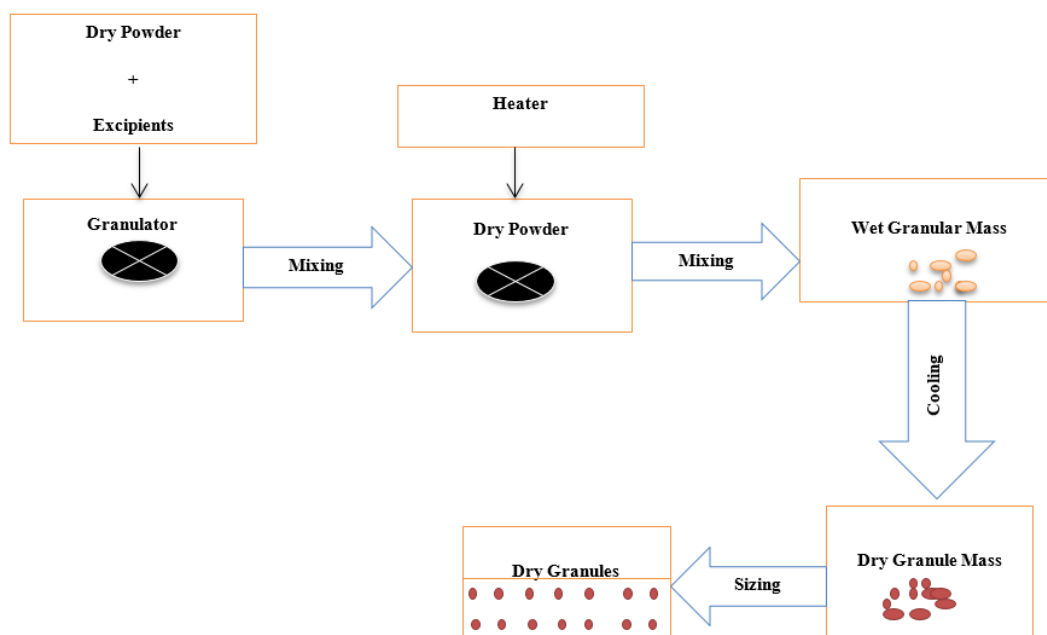 Dry Powder
+
Excipients
Heater
Granulator
Mixing
Dry Powder
Mixing
Wet Granular Mass
Cooling
Dry Granule Mass
Sizing
Dry Granules